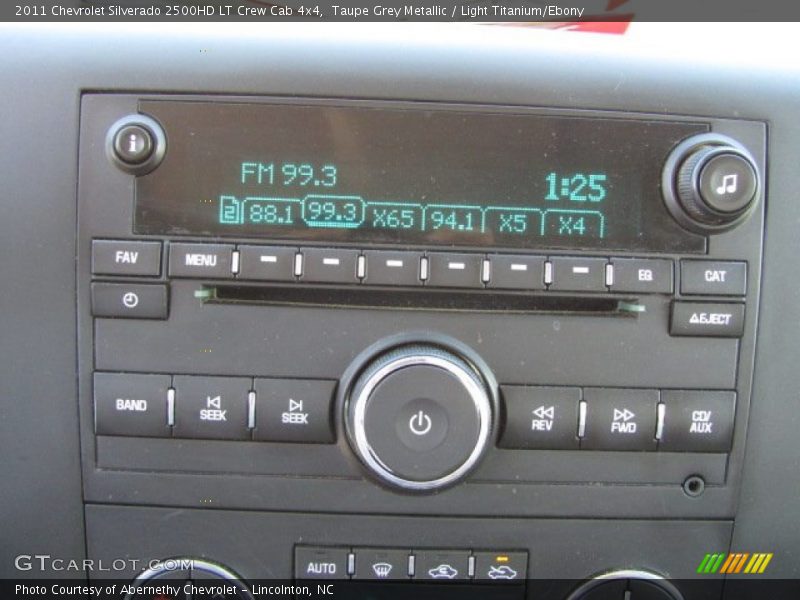 2011 Chevrolet Silverado 2500HD LT Crew Cab 4x4,  Taupe Grey Metallic / Light Titanium/Ebony
i
FM 99.3
1:25
2 88.1 99.3 X65 94.1 X5 X4
FAV MENU EQ CAT
EJECT
BAND SEEK SEEK REV FWD CD/AUX
AUTO
GTCARLOT.COM
Photo Courtesy of Abernethy Chevrolet - Lincolnton, NC